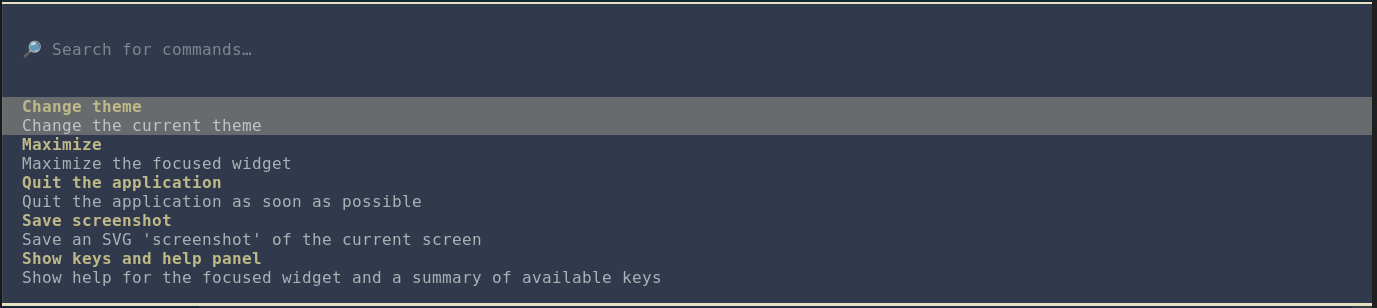 🔎 Search for commands…
Change theme
Change the current theme
Maximize
Maximize the focused widget
Quit the application
Quit the application as soon as possible
Save screenshot
Save an SVG 'screenshot' of the current screen
Show keys and help panel
Show help for the focused widget and a summary of available keys